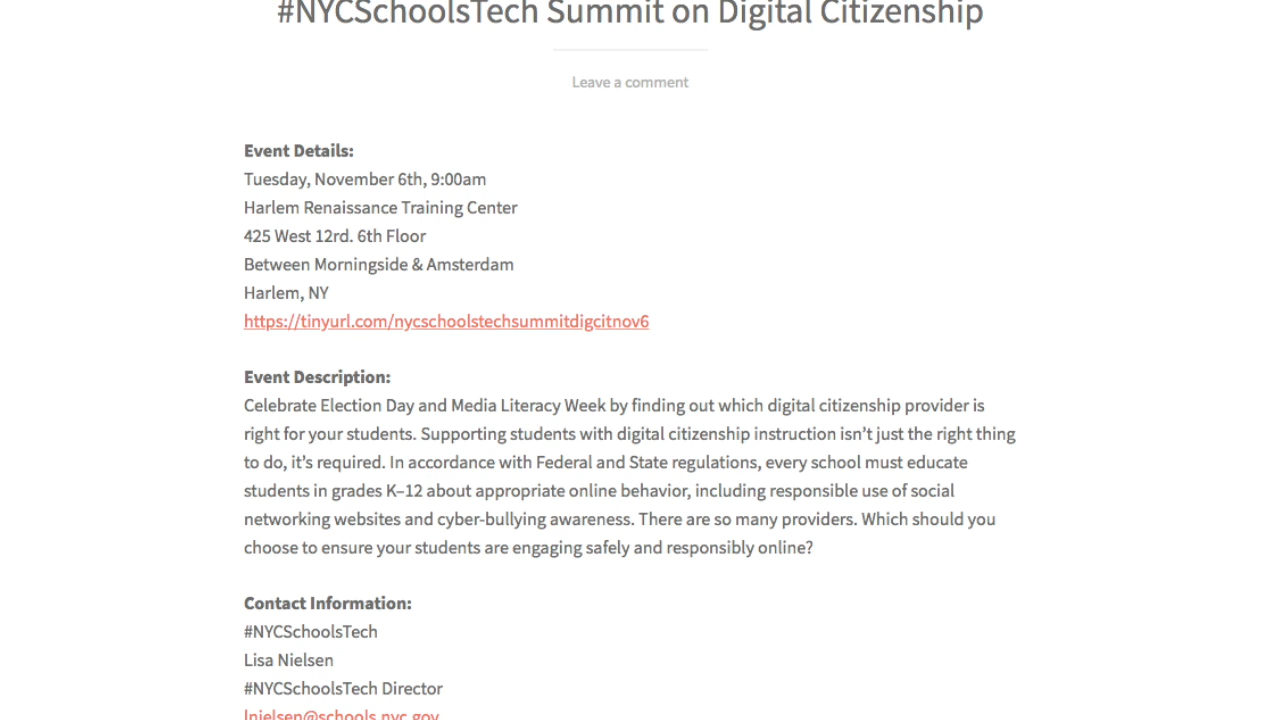 #NYCSchoolsTech Summit on Digital Citizenship
Leave a comment
Event Details:
Tuesday, November 6th, 9:00am
Harlem Renaissance Training Center
425 West 12rd. 6th Floor
Between Morningside & Amsterdam
Harlem, NY
https://tinyurl.com/nycschoolstechsummitdigcitnov6
Event Description:
Celebrate Election Day and Media Literacy Week by finding out which digital citizenship provider is
right for your students. Supporting students with digital citizenship instruction isn’t just the right thing
to do, it’s required. In accordance with Federal and State regulations, every school must educate
students in grades K–12 about appropriate online behavior, including responsible use of social
networking websites and cyber-bullying awareness. There are so many providers. Which should you
choose to ensure your students are engaging safely and responsibly online?
Contact Information:
#NYCSchoolsTech
Lisa Nielsen
#NYCSchoolsTech Director
lnielsen@schools.nyc.gov